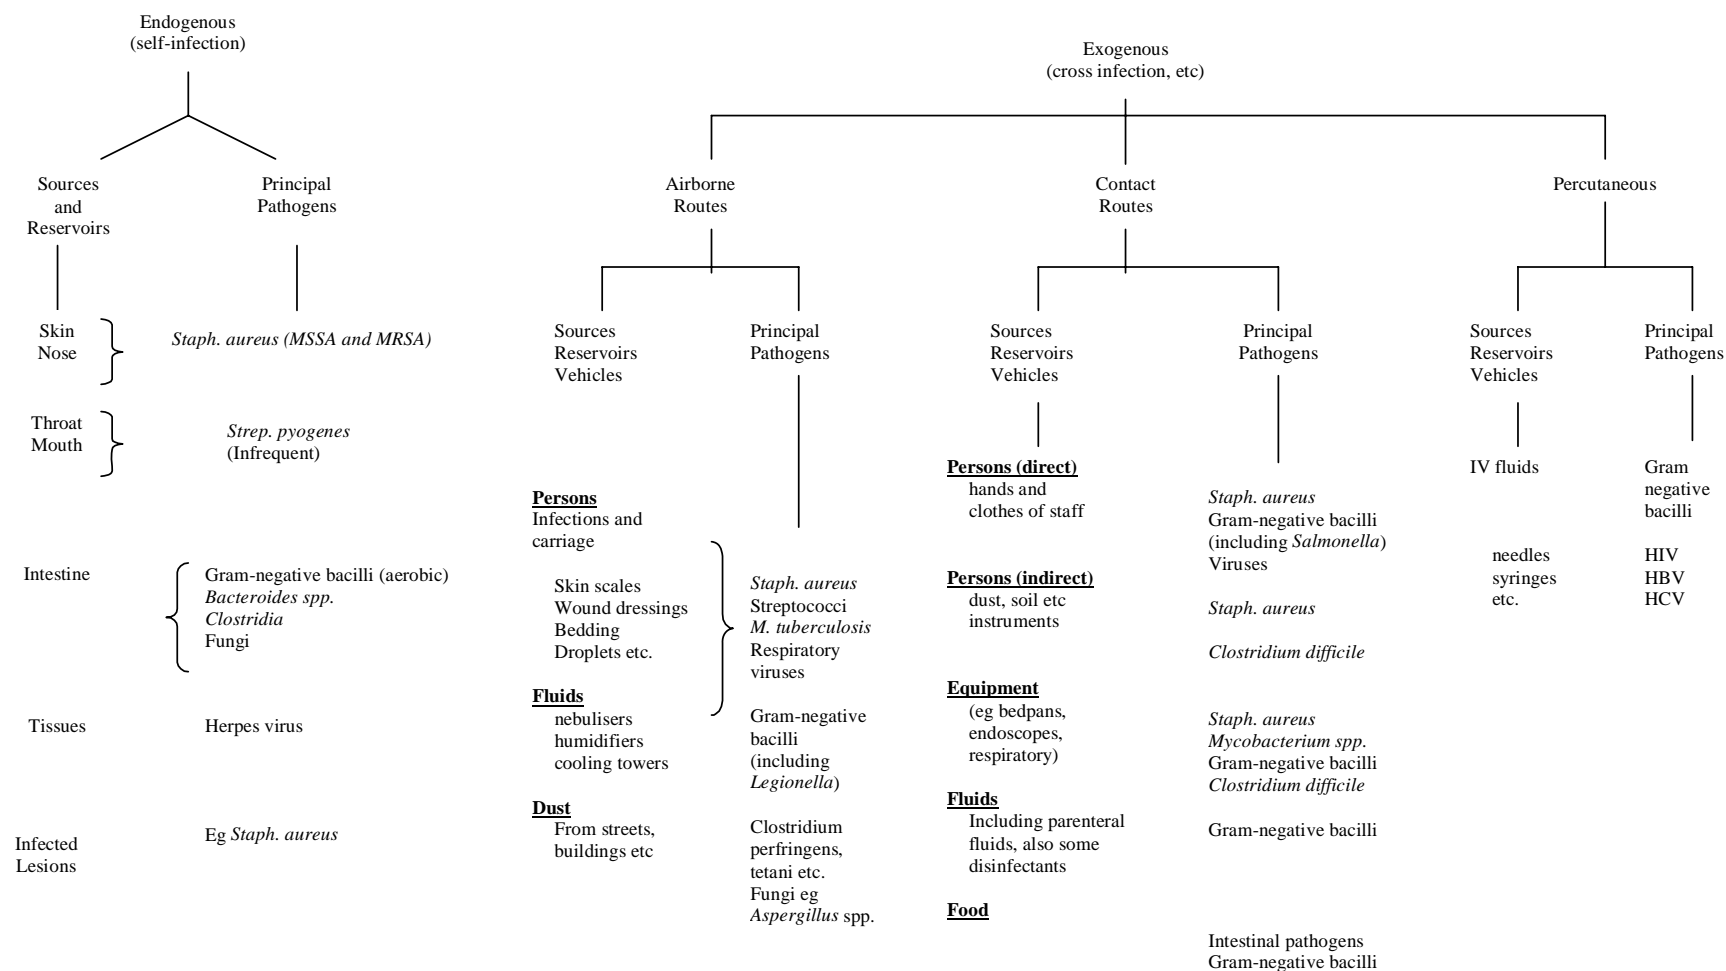 Endogenous
(self-infection)
Sources
and
Reservoirs
Principal
Pathogens
Skin
Nose
Staph. aureus (MSSA and MRSA)
Throat
Mouth
Strep. pyogenes
(Infrequent)
Intestine
Gram-negative bacilli (aerobic)
Bacteroides spp.
Clostridia
Fungi
Tissues
Herpes virus
Infected
Lesions
Eg Staph. aureus
Exogenous
(cross infection, etc)
Airborne
Routes
Sources
Reservoirs
Vehicles
Persons
Infections and
carriage
Skin scales
Wound dressings
Bedding
Droplets etc.
Fluids
nebulisers
humidifiers
cooling towers
Dust
From streets,
buildings etc
Principal
Pathogens
Staph. aureus
Streptococci
M. tuberculosis
Respiratory
viruses
Gram-negative
bacilli
(including
Legionella)
Clostridium
perfringens,
tetani etc.
Fungi eg
Aspergillus spp.
Contact
Routes
Sources
Reservoirs
Vehicles
Persons (direct)
hands and
clothes of staff
Persons (indirect)
dust, soil etc
instruments
Equipment
(eg bedpans,
endoscopes,
respiratory)
Fluids
Including parenteral
fluids, also some
disinfectants
Food
Principal
Pathogens
Staph. aureus
Gram-negative bacilli
(including Salmonella)
Viruses
Staph. aureus
Clostridium difficile
Staph. aureus
Mycobacterium spp.
Gram-negative bacilli
Clostridium difficile
Gram-negative bacilli
Intestinal pathogens
Gram-negative bacilli
Percutaneous
Sources
Reservoirs
Vehicles
IV fluids
needles
syringes
etc.
Principal
Pathogens
Gram
negative
bacilli
HIV
HBV
HCV